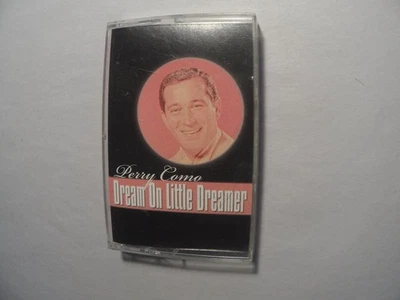 Perry Como
Dream On Little Dreamer